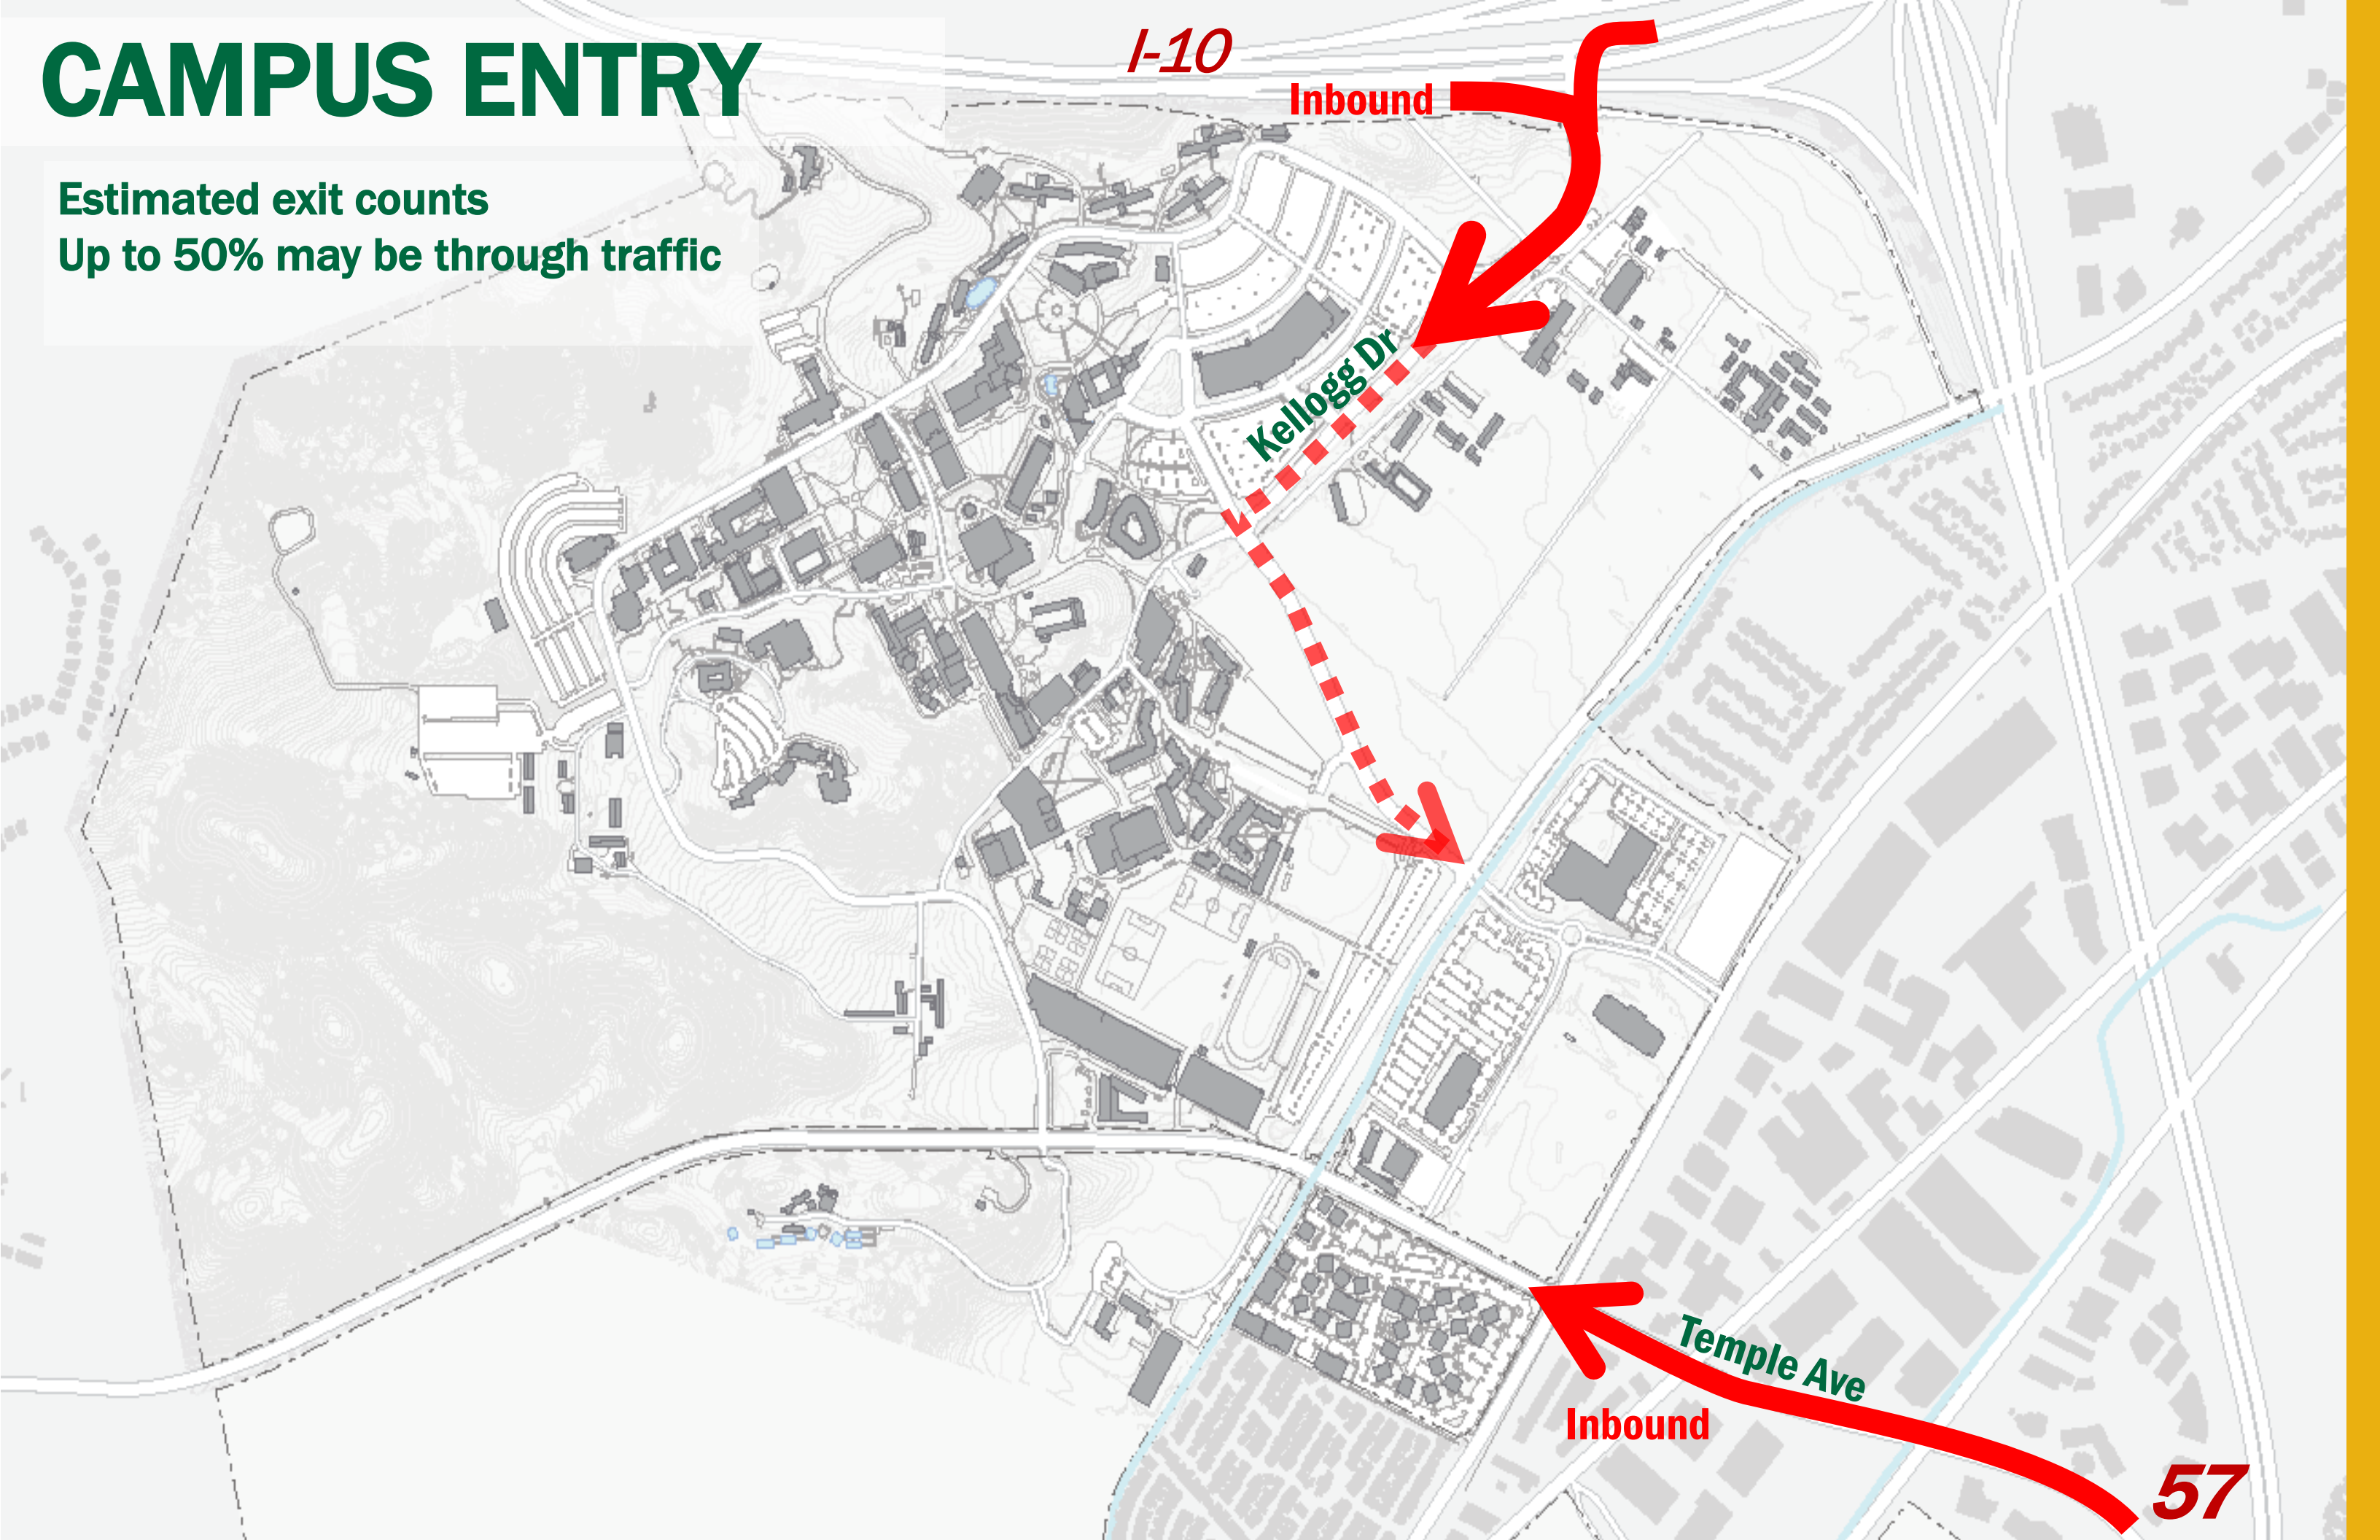 CAMPUS ENTRY
Estimated exit counts
Up to 50% may be through traffic
I-10
Inbound
Kellogg Dr
Temple Ave
Inbound
57